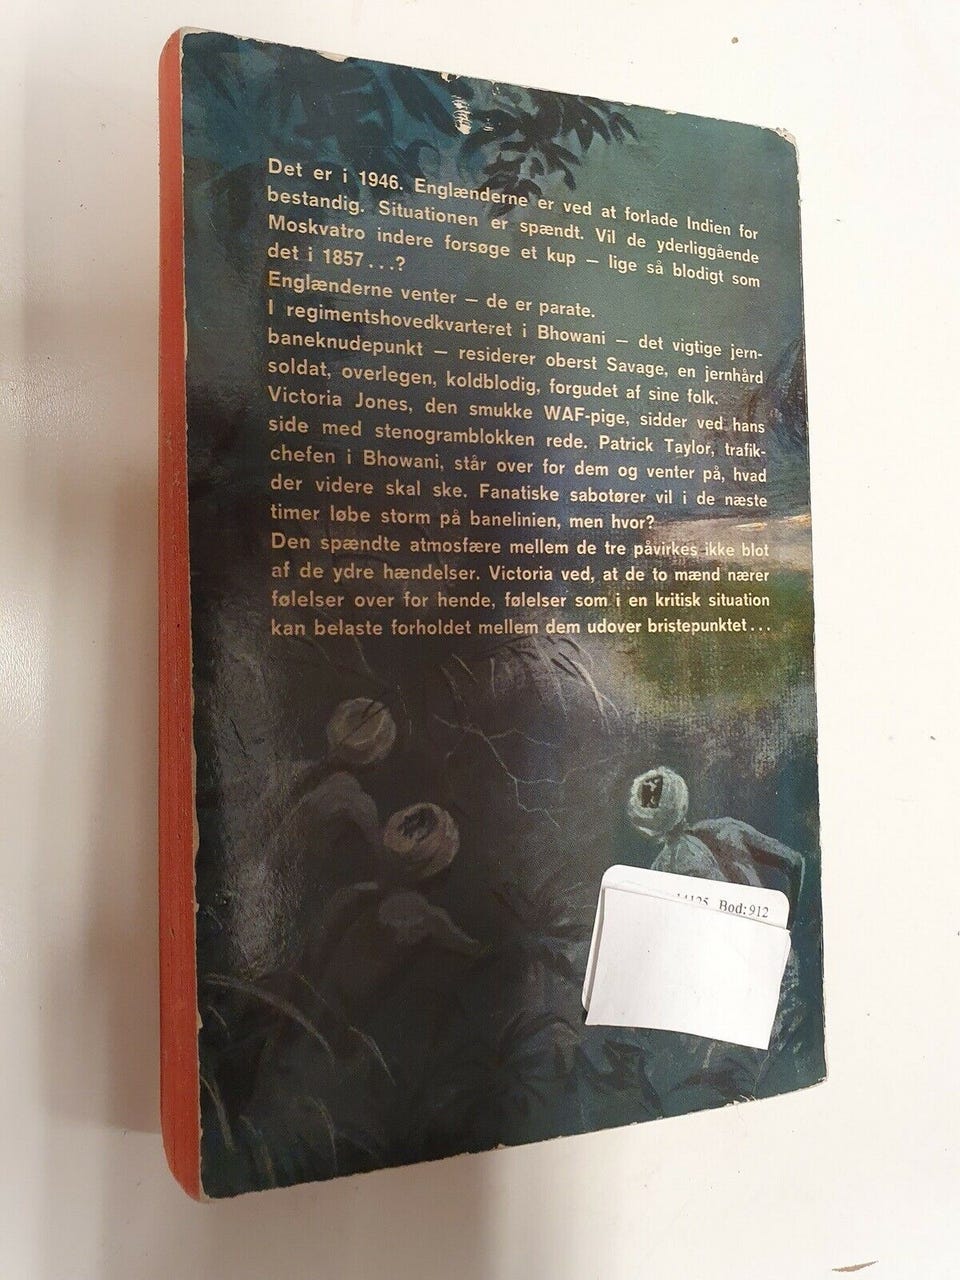 Det er i 1946. Englænderne er ved at forlade Indien for
bestandig. Situationen er spændt. Vil de yderliggående
Moskvatro indere forsøge et kup – lige så blodigt som
det i 1857...?
Englænderne venter – de er parate.
I regimentshovedkvarteret i Bhowani – det vigtige jern-
baneknudepunkt – residerer oberst Savage, en jernhård
soldat, overlegen, koldblodig, forgudet af sine folk.
Victoria Jones, den smukke WAF-pige, sidder ved hans
side med stenogramblokken rede. Patrick Taylor, trafik-
chefen i Bhowani, står over for dem og venter på, hvad
der videre skal ske. Fanatiske sabotører vil i de næste
timer løbe storm på banelinien, men hvor?
Den spændte atmosfære mellem de tre påvirkes ikke blot
af de ydre hændelser. Victoria ved, at de to mænd nærer
følelser over for hende, følelser som i en kritisk situation
kan belaste forholdet mellem dem udover bristepunktet...
Bod:912